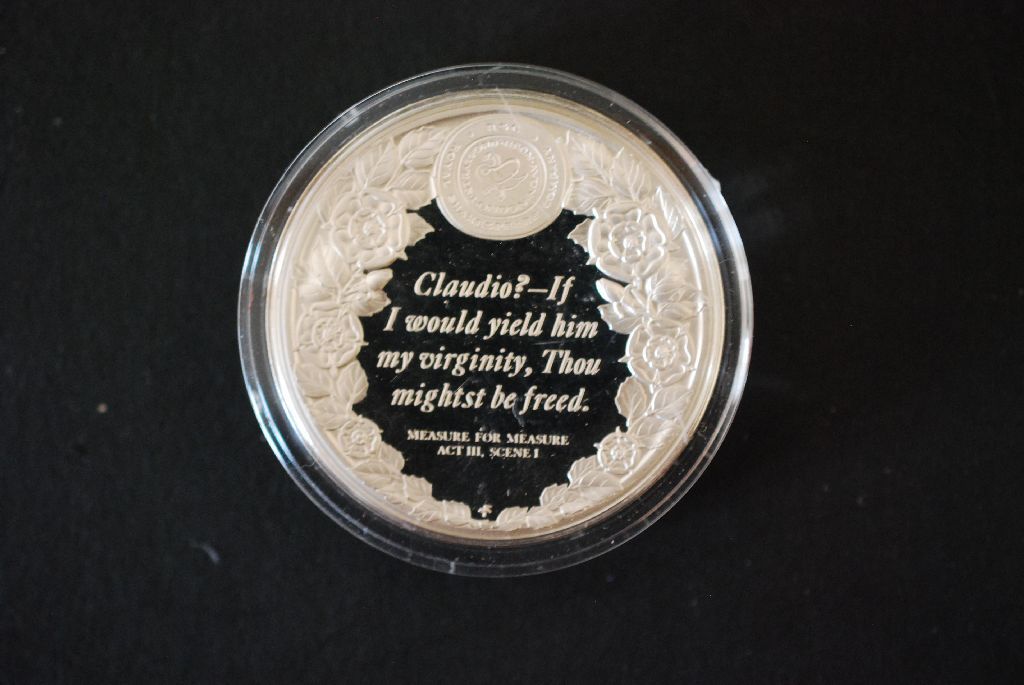 Claudio?—If
I would yield him
my virginity, Thou
mightst be freed.
MEASURE FOR MEASURE
ACT III, SCENE I